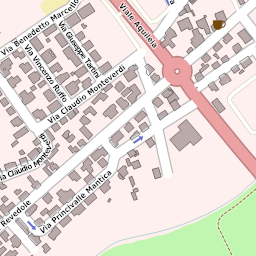 Via Benedetto Marcello
Viale Aquileia
Via Giuseppe Tartini
Via Vincenzo Ruffo
Via Claudio Monteverdi
Via Claudio Monteverdi
Revedole
Via Princivalle Mantica